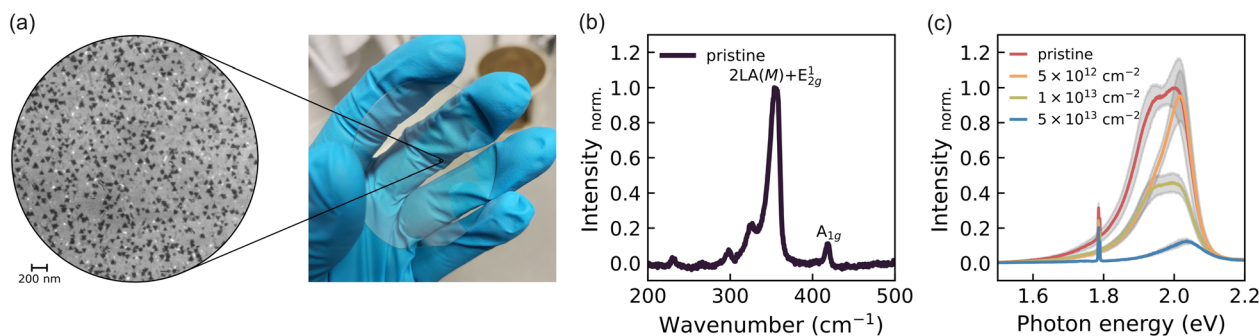 (a)
200 nm
(b)
Intensity norm.
1.2
1.0
0.8
0.6
0.4
0.2
0.0
pristine
2LA(M)+E¹₂g
A₁g
200
300
400
500
Wavenumber (cm⁻¹)
(c)
Intensity norm.
1.2
1.0
0.8
0.6
0.4
0.2
0.0
pristine
5 × 10¹² cm⁻²
1 × 10¹³ cm⁻²
5 × 10¹³ cm⁻²
1.6
1.8
2.0
2.2
Photon energy (eV)